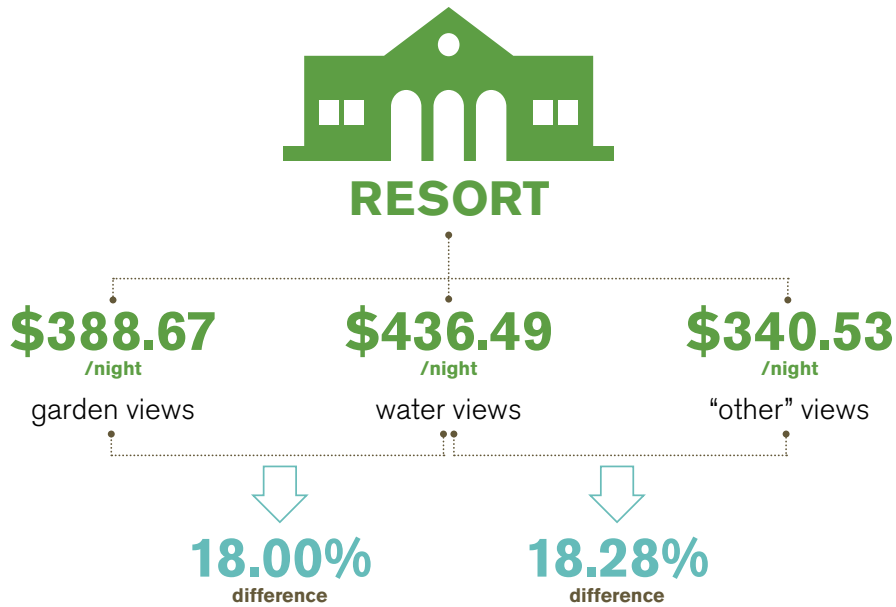 RESORT
$388.67
/night
garden views
$436.49
/night
water views
$340.53
/night
“other” views
18.00%
difference
18.28%
difference